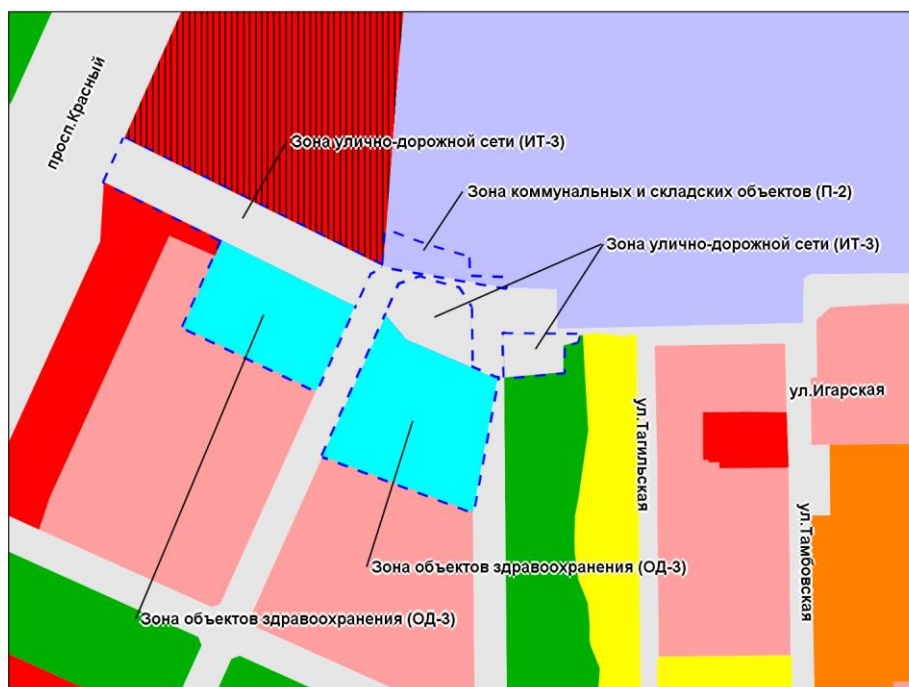 просп.Красный
Зона улично-дорожной сети (ИТ-3)
Зона коммунальных и складских объектов (П-2)
Зона улично-дорожной сети (ИТ-3)
ул.Игарская
ул.Тагильская
ул.Тамбовская
Зона объектов здравоохранения (ОД-3)
Зона объектов здравоохранения (ОД-3)